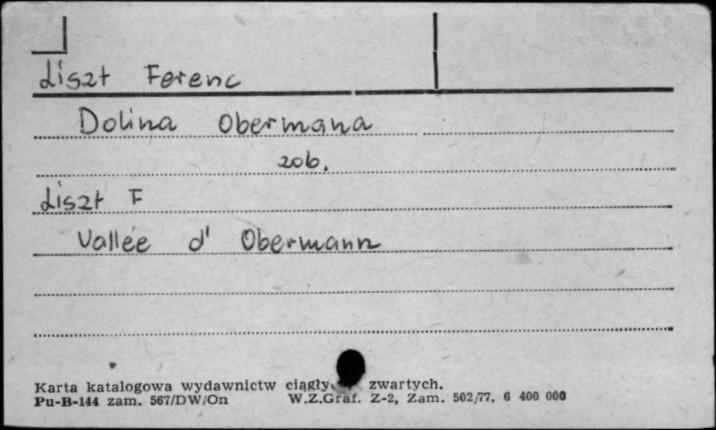 Liszt Ferenc
Dolina Obermana
zob.
Liszt F
Vallée d' Obermann
Karta katalogowa wydawnictw zwartych.
Pu-B-144 zam. 567/DW/On W.Z.Graf. Z-2, Zam. 502/77. 6 400 000